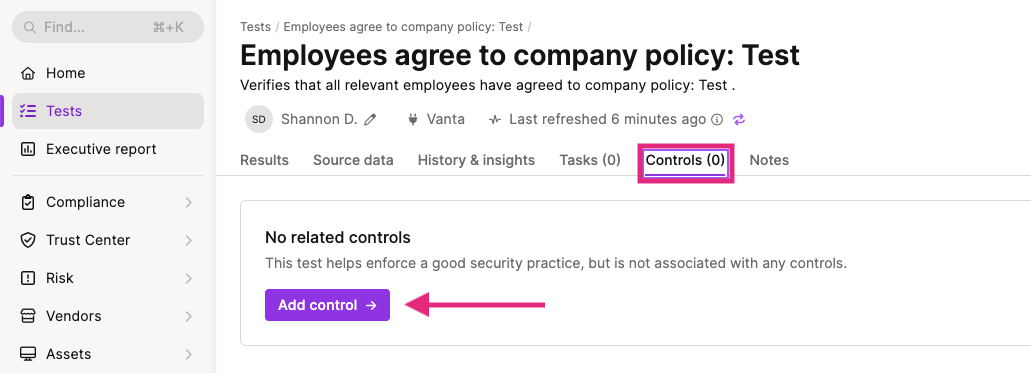 Find... ⌘+K
Home
Tests
Executive report
Compliance
Trust Center
Risk
Vendors
Assets
Tests / Employees agree to company policy: Test /
Employees agree to company policy: Test
Verifies that all relevant employees have agreed to company policy: Test .
SD Shannon D. Vanta Last refreshed 6 minutes ago
Results Source data History & insights Tasks (0) Controls (0) Notes
No related controls
This test helps enforce a good security practice, but is not associated with any controls.
Add control →